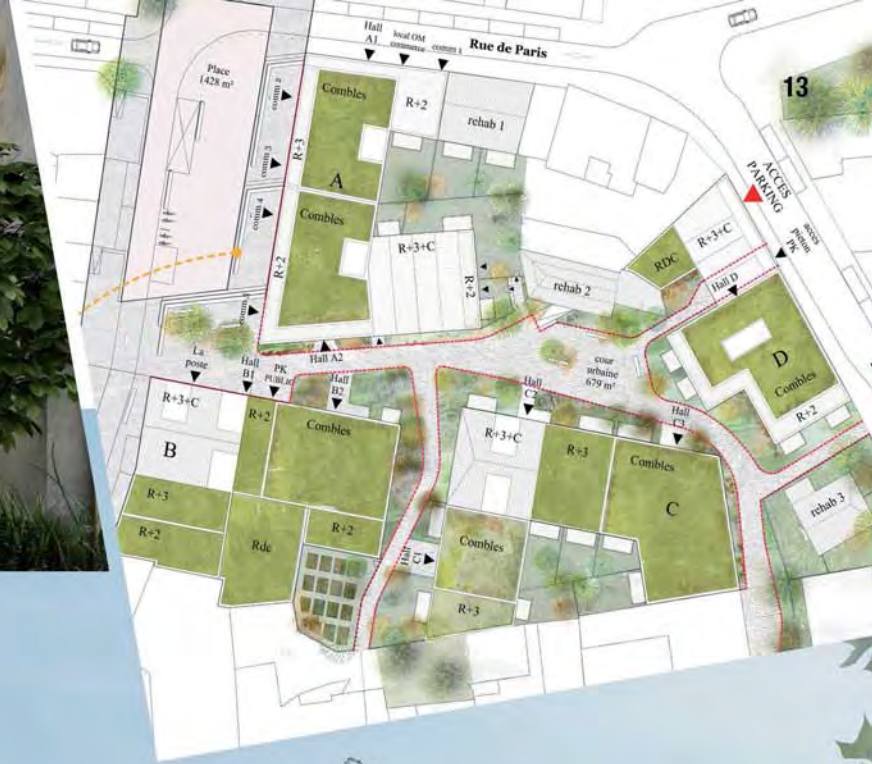 Hall
A1
local OM
commerce
comm 1
Rue de Paris
Place
1428 m²
13
comm 2
Combles
R+2
rehab 1
ACCES
PARKING
comm 3
R+3
A
accès
pieton
PK
comm 4
Combles
R+3+C
R+3+C
RDC
R+2
R+2
rehab 2
Hall D
La
poste
Hall
B1
PK
PUBLIC
Hall A2
Hall
B2
cour
urbaine
679 m²
D
Combles
R+2
Hall
C2
Hall
C3
R+3+C
R+2
Combles
R+3+C
B
R+3
Combles
C
rehab 3
R+3
R+2
Rdc
R+2
Hall
C1
Combles
R+3